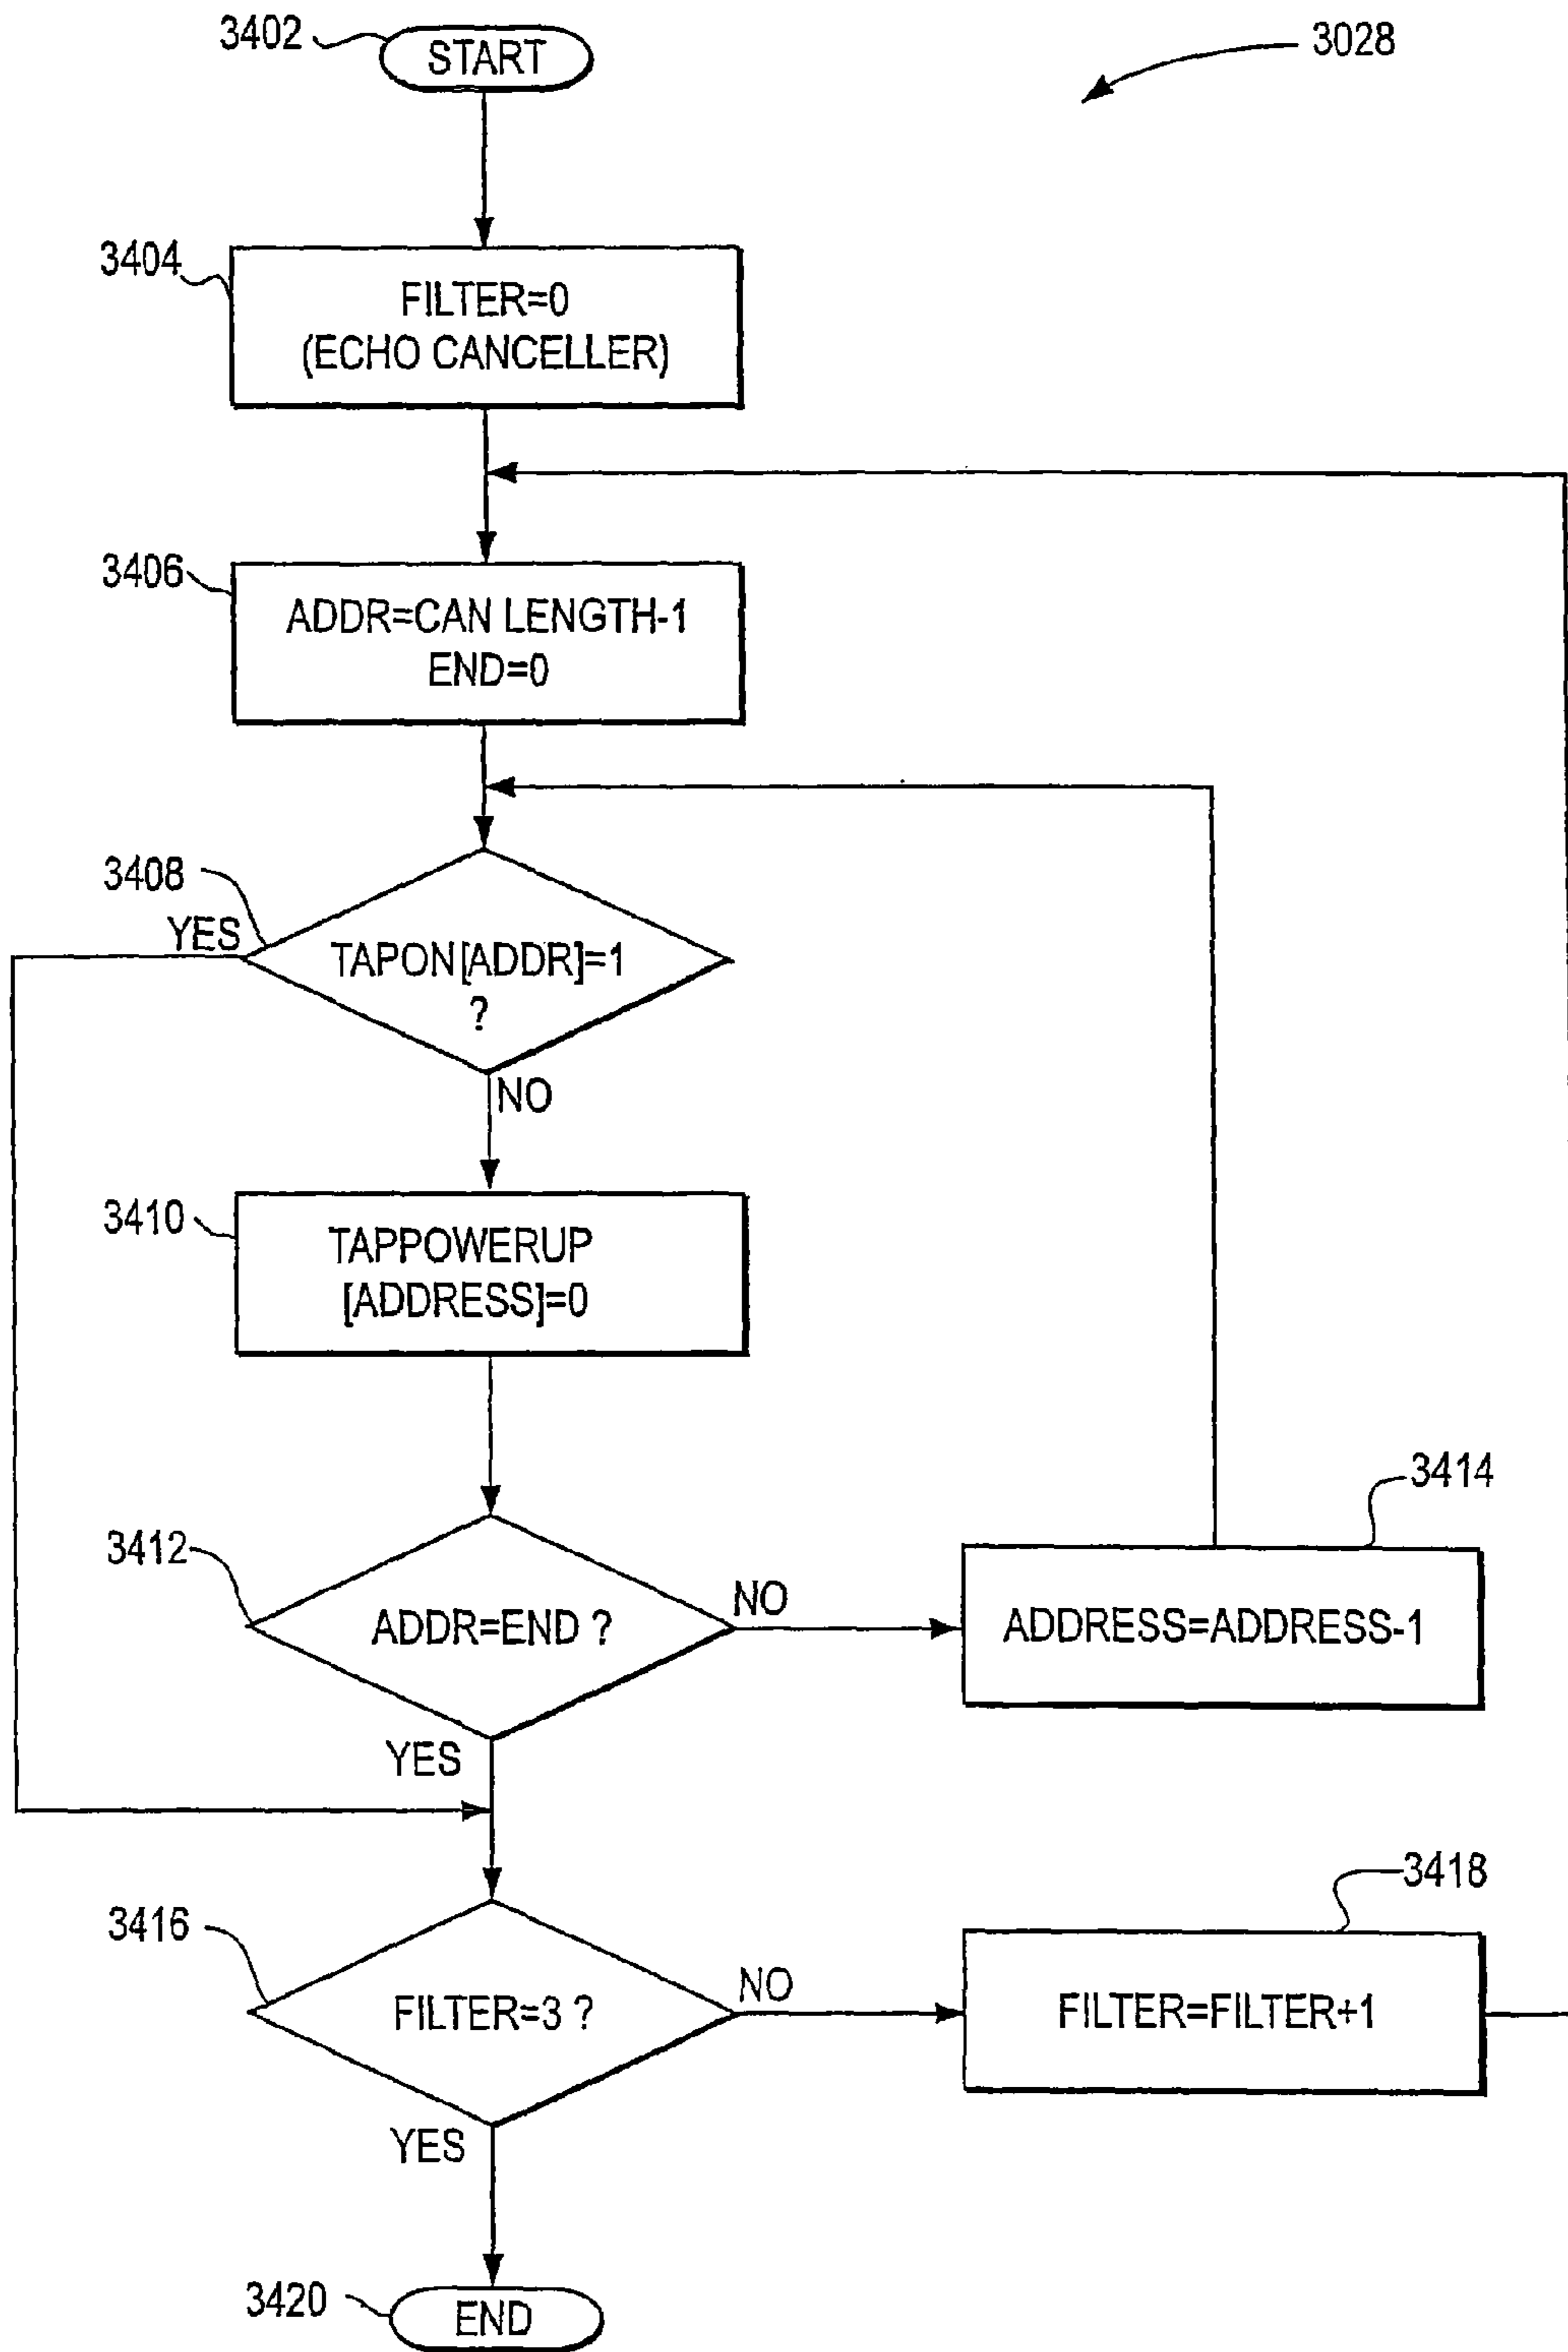 3402
START
3028
3404
FILTER=0
(ECHO CANCELLER)
3406
ADDR=CAN LENGTH-1
END=0
3408
YES
TAPON[ADDR]=1
?
NO
3410
TAPPOWERUP
[ADDRESS]=0
3412
ADDR=END ?
NO
3414
ADDRESS=ADDRESS-1
YES
3416
FILTER=3 ?
NO
3418
FILTER=FILTER+1
YES
3420
END